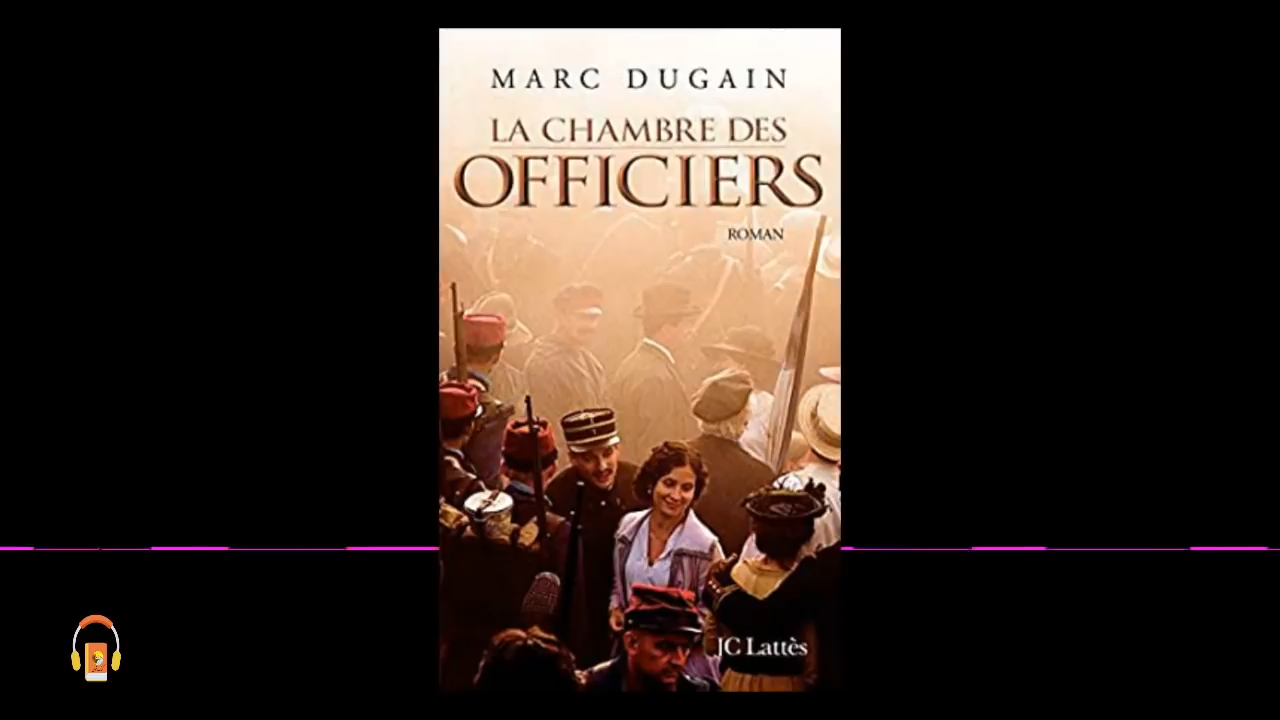 MARC DUGAIN
LA CHAMBRE DES
OFFICIERS
ROMAN
JC Lattès